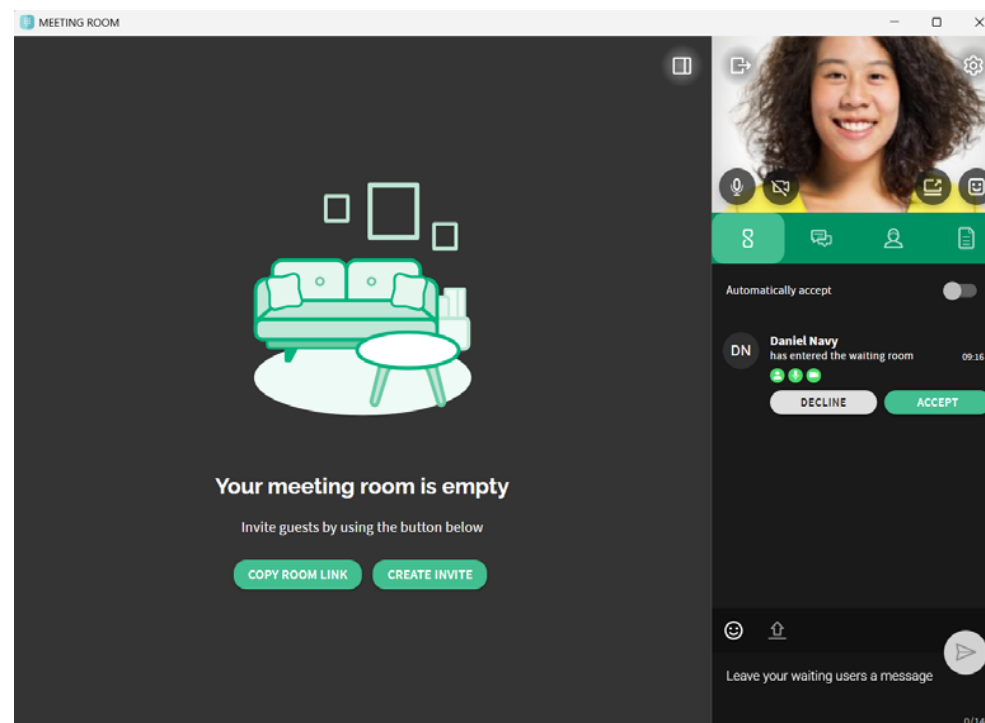 MEETING ROOM
Automatically accept
DN
Daniel Navy
has entered the waiting room
09:16
DECLINE
ACCEPT
Your meeting room is empty
Invite guests by using the button below
COPY ROOM LINK
CREATE INVITE
Leave your waiting users a message